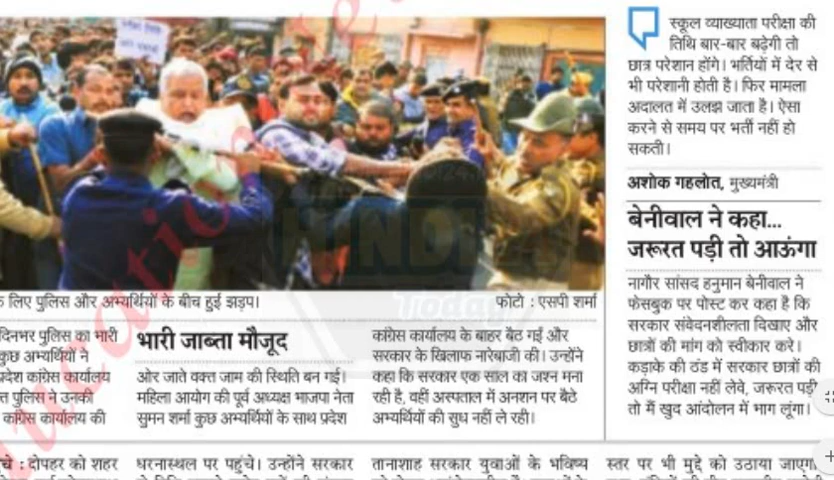 स्कूल व्याख्याता परीक्षा की
तिथि बार-बार बढ़ेगी तो
छात्र परेशान होंगे। भर्तियों में देर से
भी परेशानी होती है। फिर मामला
अदालत में उलझ जाता है। ऐसा
करने से समय पर भर्ती नहीं हो
सकती।
अशोक गहलोत, मुख्यमंत्री
बेनीवाल ने कहा...
जरूरत पड़ी तो आऊंगा
नागौर सांसद हनुमान बेनीवाल ने
फेसबुक पर पोस्ट कर कहा है कि
सरकार संवेदनशीलता दिखाए और
छात्रों की मांग को स्वीकार करे।
कड़ाके की ठंड में सरकार छात्रों की
अग्नि परीक्षा नहीं लेवे, जरूरत पड़ी
तो मैं खुद आंदोलन में भाग लूंगा।
के लिए पुलिस और अभ्यर्थियों के बीच हुई झड़प।
फोटो : एसपी शर्मा
दिनभर पुलिस का भारी
कुछ अभ्यर्थियों ने
प्रदेश कांग्रेस कार्यालय
पुलिस ने उनकी
कांग्रेस कार्यालय की
भारी जाब्ता मौजूद
ओर जाते वक्त जाम की स्थिति बन गई।
महिला आयोग की पूर्व अध्यक्ष भाजपा नेता
सुमन शर्मा कुछ अभ्यर्थियों के साथ प्रदेश
कांग्रेस कार्यालय के बाहर बैठ गईं और
सरकार के खिलाफ नारेबाजी की। उन्होंने
कहा कि सरकार एक साल का जश्न मना
रही है, वहीं अस्पताल में अनशन पर बैठे
अभ्यर्थियों की सुध नहीं ले रही।
: दोपहर को शहर
धरनास्थल पर पहुंचे। उन्होंने सरकार
तानाशाह सरकार युवाओं के भविष्य
स्तर पर भी मुद्दे को उठाया जाएगा
HINDI
Today